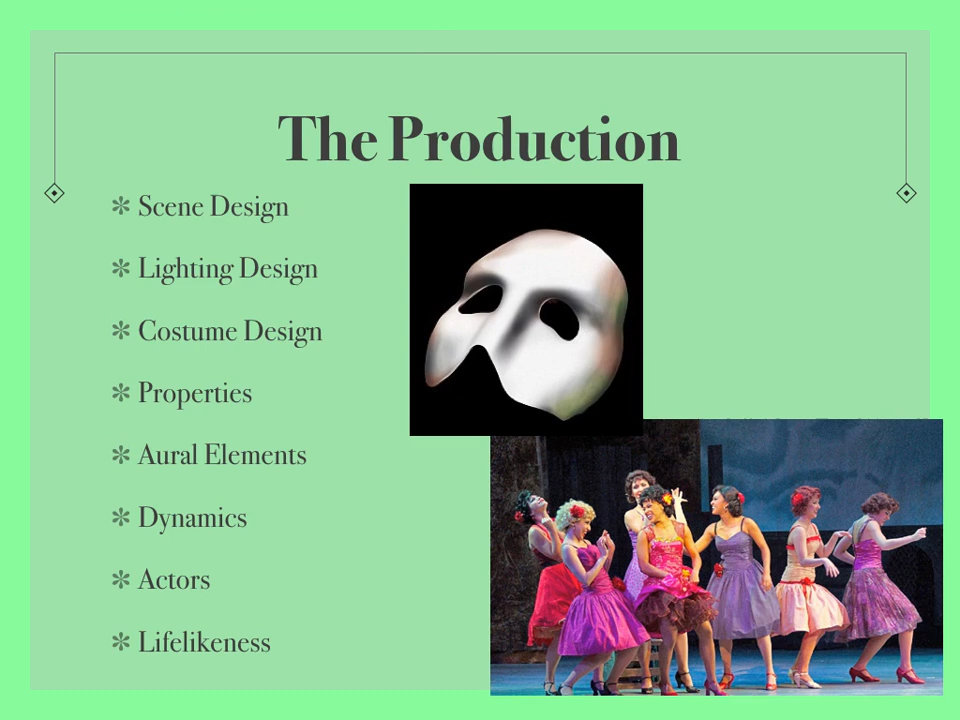 The Production
✻ Scene Design
✻ Lighting Design
✻ Costume Design
✻ Properties
✻ Aural Elements
✻ Dynamics
✻ Actors
✻ Lifelikeness